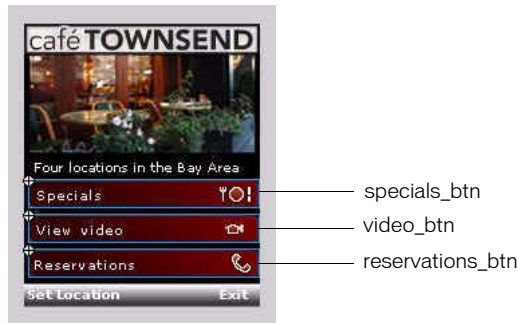 café TOWNSEND
Four locations in the Bay Area
Specials
specials_btn
View video
video_btn
Reservations
reservations_btn
Set Location Exit